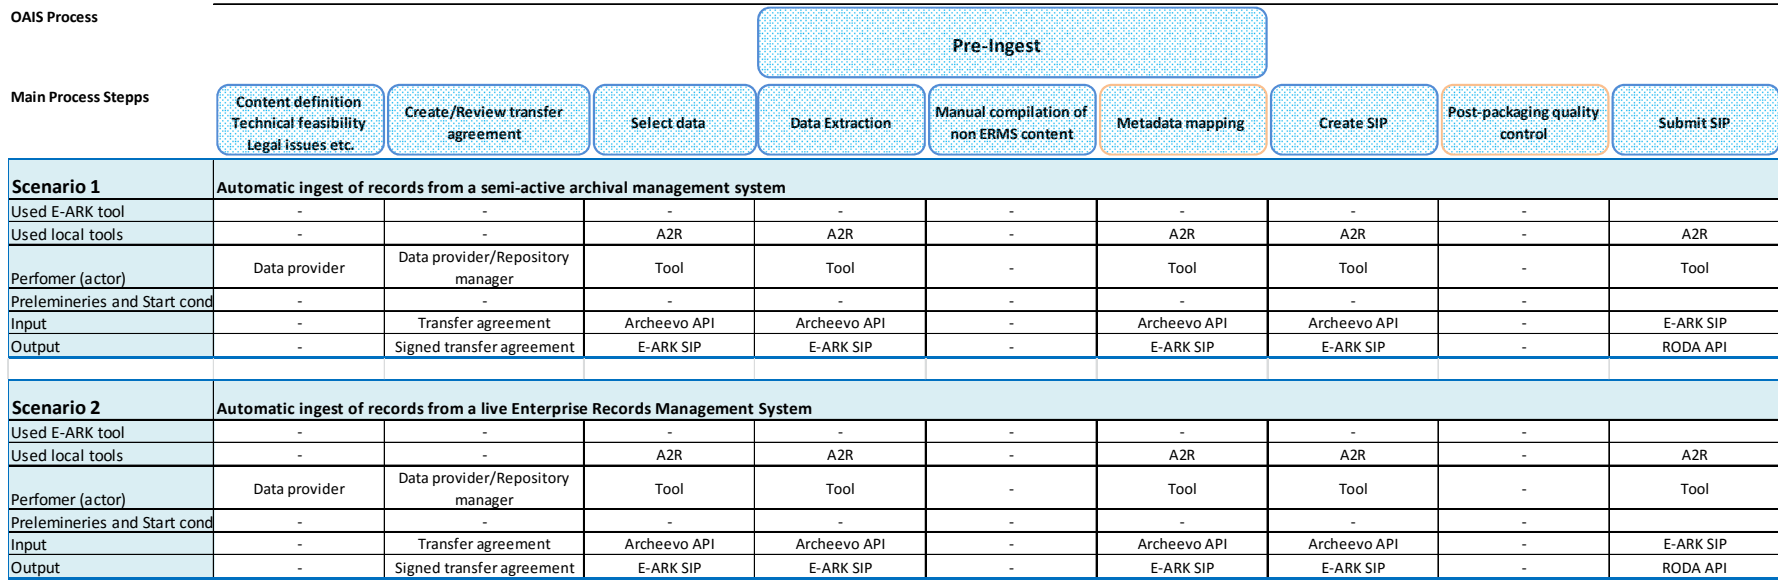 OAIS Process
Pre-Ingest
Main Process Stepps
Content definition
Technical feasibility
Legal issues etc.
Create/Review transfer
agreement
Select data
Data Extraction
Manual compilation of
non ERMS content
Metadata mapping
Create SIP
Post-packaging quality
control
Submit SIP
Scenario 1 Automatic ingest of records from a semi-active archival management system
Used E-ARK tool - - - - - - - -
Used local tools - - A2R A2R - A2R A2R - A2R
Perfomer (actor) Data provider Data provider/Repository
manager Tool Tool - Tool Tool - Tool
Prelemineries and Start cond - - - - - - - -
Input - Transfer agreement Archeevo API Archeevo API - Archeevo API Archeevo API - E-ARK SIP
Output - Signed transfer agreement E-ARK SIP E-ARK SIP - E-ARK SIP E-ARK SIP - RODA API
Scenario 2 Automatic ingest of records from a live Enterprise Records Management System
Used E-ARK tool - - - - - - - -
Used local tools - - A2R A2R - A2R A2R - A2R
Perfomer (actor) Data provider Data provider/Repository
manager Tool Tool - Tool Tool - Tool
Prelemineries and Start cond - - - - - - - -
Input - Transfer agreement Archeevo API Archeevo API - Archeevo API Archeevo API - E-ARK SIP
Output - Signed transfer agreement E-ARK SIP E-ARK SIP - E-ARK SIP E-ARK SIP - RODA API